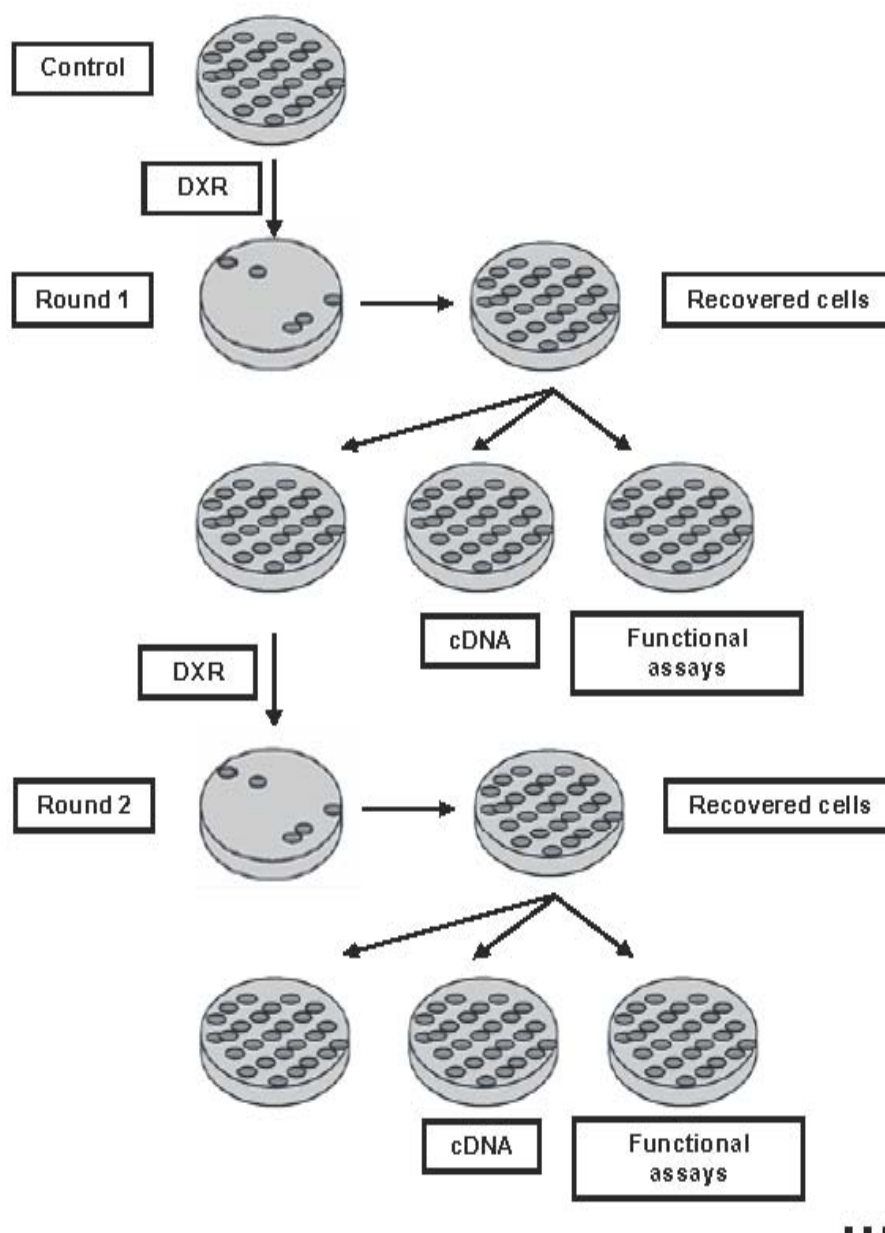 Control
DXR
Round 1
Recovered cells
cDNA
Functional
assays
DXR
Round 2
Recovered cells
cDNA
Functional
assays
...